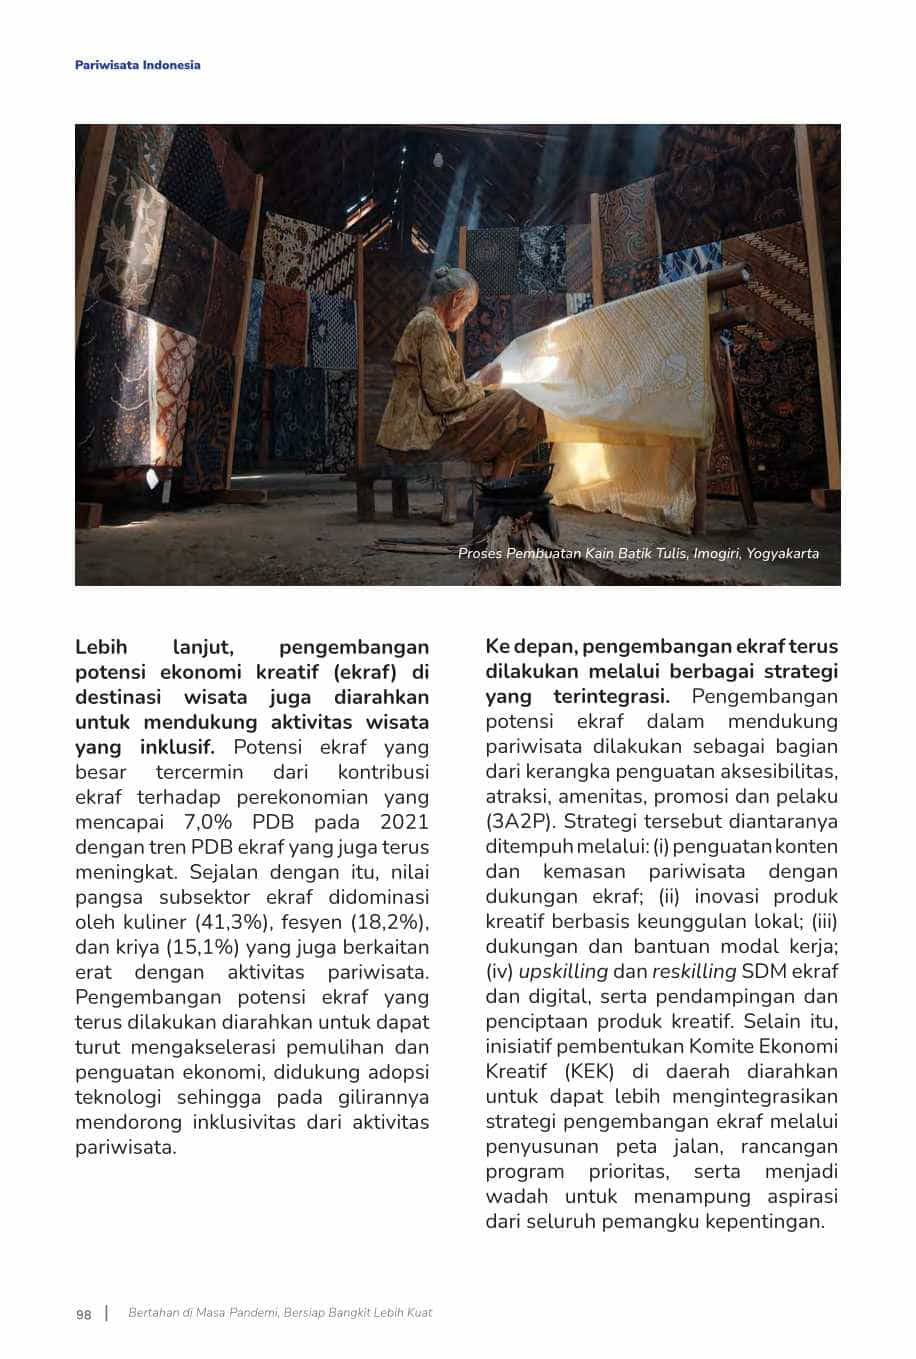 Pariwisata Indonesia
Proses Pembuatan Kain Batik Tulis, Imogiri, Yogyakarta
Lebih lanjut, pengembangan
potensi ekonomi kreatif (ekraf) di
destinasi wisata juga diarahkan
untuk mendukung aktivitas wisata
yang inklusif. Potensi ekraf yang
besar tercermin dari kontribusi
ekraf terhadap perekonomian yang
mencapai 7,0% PDB pada 2021
dengan tren PDB ekraf yang juga terus
meningkat. Sejalan dengan itu, nilai
pangsa subsektor ekraf didominasi
oleh kuliner (41,3%), fesyen (18,2%),
dan kriya (15,1%) yang juga berkaitan
erat dengan aktivitas pariwisata.
Pengembangan potensi ekraf yang
terus dilakukan diarahkan untuk dapat
turut mengakselerasi pemulihan dan
penguatan ekonomi, didukung adopsi
teknologi sehingga pada gilirannya
mendorong inklusivitas dari aktivitas
pariwisata.
Ke depan, pengembangan ekraf terus
dilakukan melalui berbagai strategi
yang terintegrasi. Pengembangan
potensi ekraf dalam mendukung
pariwisata dilakukan sebagai bagian
dari kerangka penguatan aksesibilitas,
atraksi, amenitas, promosi dan pelaku
(3A2P). Strategi tersebut diantaranya
ditempuh melalui: (i) penguatan konten
dan kemasan pariwisata dengan
dukungan ekraf; (ii) inovasi produk
kreatif berbasis keunggulan lokal; (iii)
dukungan dan bantuan modal kerja;
(iv) upskilling dan reskilling SDM ekraf
dan digital, serta pendampingan dan
penciptaan produk kreatif. Selain itu,
inisiatif pembentukan Komite Ekonomi
Kreatif (KEK) di daerah diarahkan
untuk dapat lebih mengintegrasikan
strategi pengembangan ekraf melalui
penyusunan peta jalan, rancangan
program prioritas, serta menjadi
wadah untuk menampung aspirasi
dari seluruh pemangku kepentingan.
98 | Bertahan di Masa Pandemi, Bersiap Bangkit Lebih Kuat